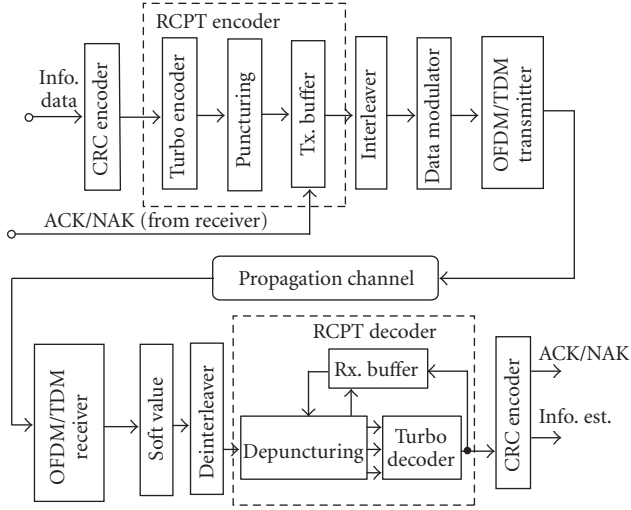 RCPT encoder
Info.
data
CRC encoder
Turbo encoder
Puncturing
Tx. buffer
Interleaver
Data modulator
OFDM/TDM
transmitter
ACK/NAK (from receiver)
Propagation channel
RCPT decoder
OFDM/TDM
receiver
Soft value
Deinterleaver
Rx. buffer
Depuncturing
Turbo
decoder
CRC encoder
ACK/NAK
Info. est.